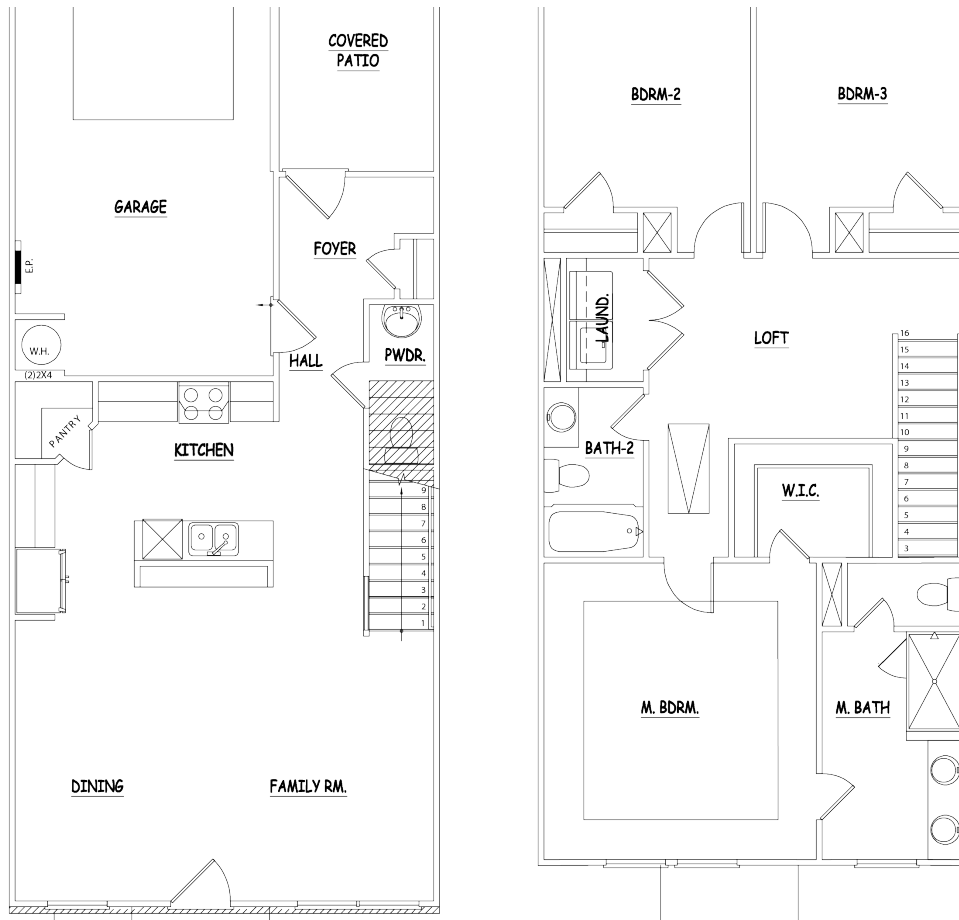 COVERED
PATIO
GARAGE
FOYER
E.P.
W.H.
(2)2X4
HALL
PWDR.
PANTRY
KITCHEN
9
8
7
6
5
4
3
2
1
DINING
FAMILY RM.
BDRM-2
BDRM-3
LAUND.
LOFT
16
15
14
13
12
11
10
9
8
7
6
5
4
3
BATH-2
W.I.C.
M. BDRM.
M. BATH